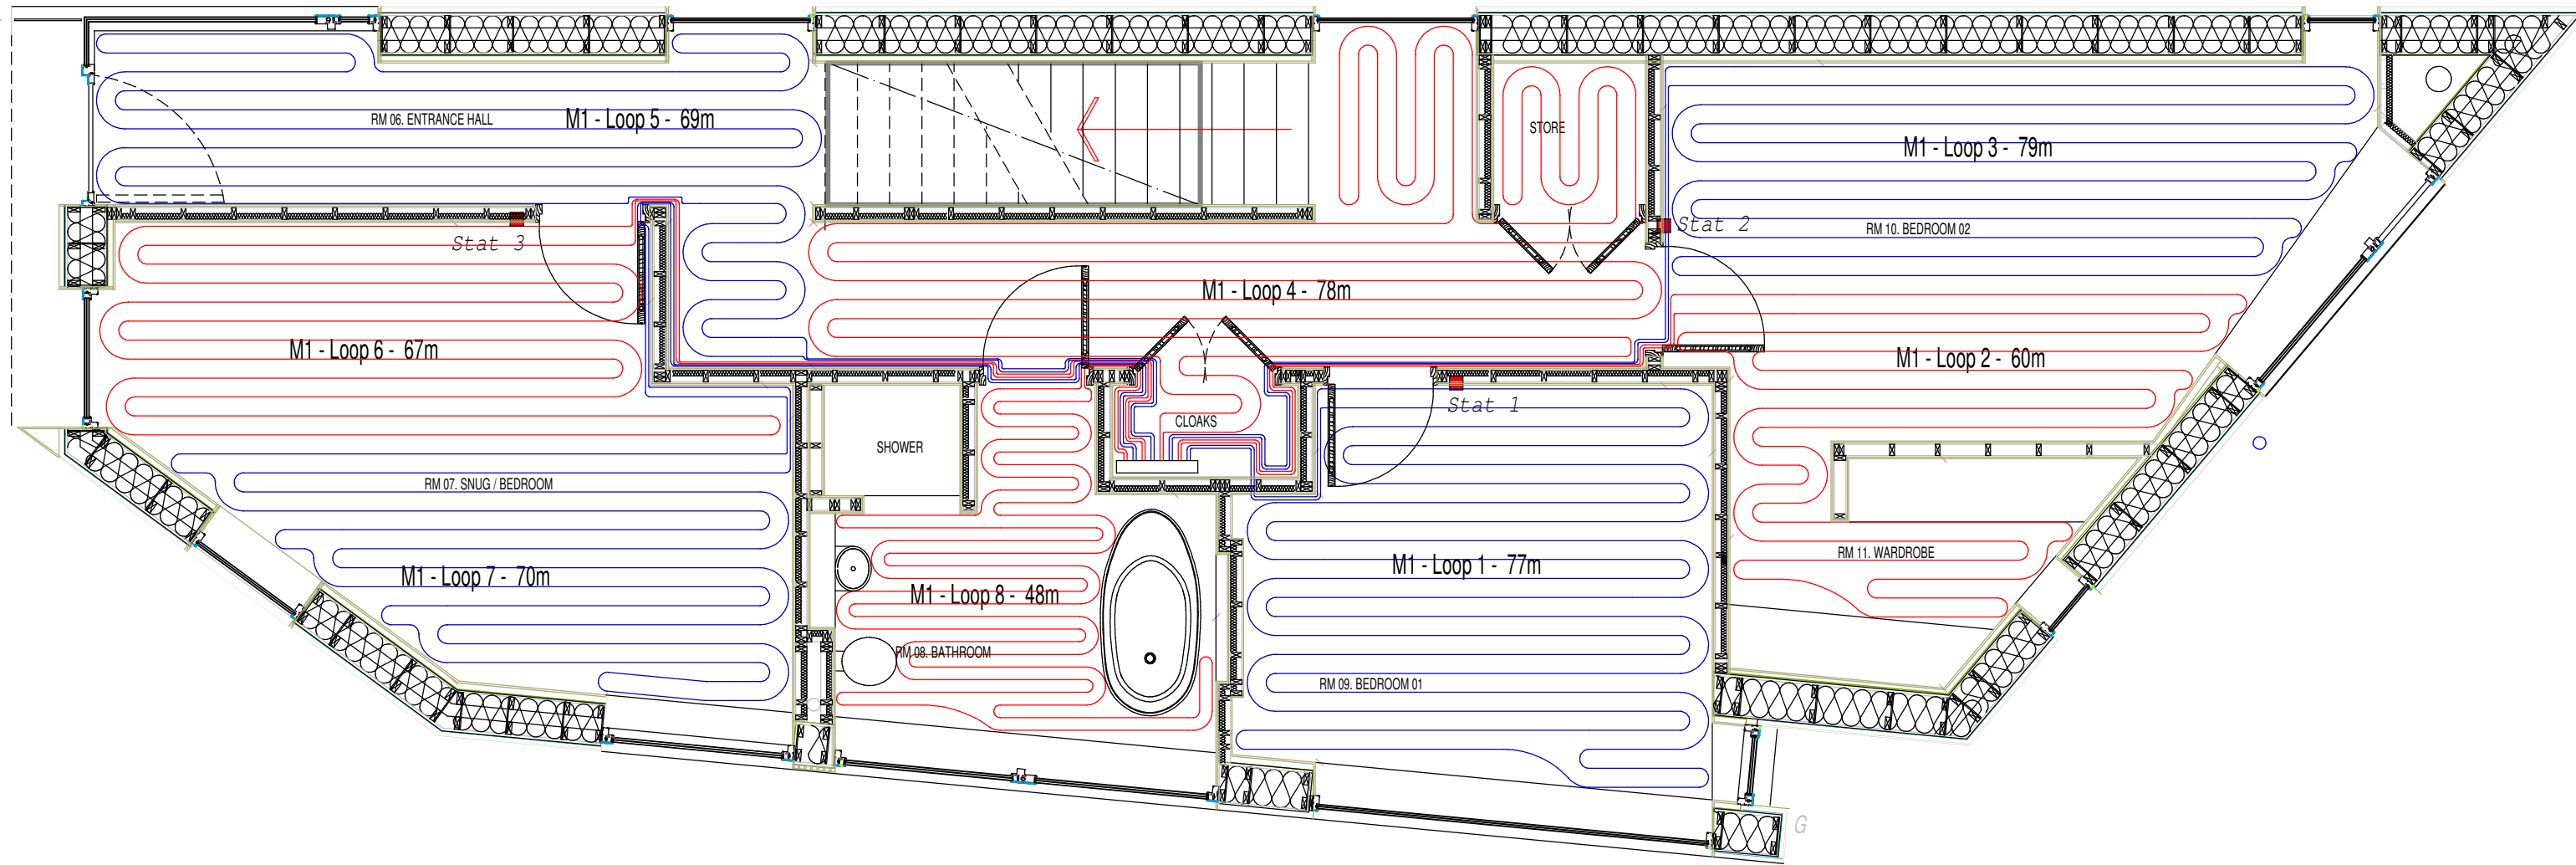 RM 06. ENTRANCE HALL
M1 - Loop 5 - 69m
STORE
M1 - Loop 3 - 79m
Stat 3
Stat 2
RM 10. BEDROOM 02
M1 - Loop 4 - 78m
M1 - Loop 6 - 67m
M1 - Loop 2 - 60m
Stat 1
CLOAKS
SHOWER
RM 07. SNUG / BEDROOM
RM 11. WARDROBE
M1 - Loop 7 - 70m
M1 - Loop 8 - 48m
M1 - Loop 1 - 77m
RM 08. BATHROOM
RM 09. BEDROOM 01
G